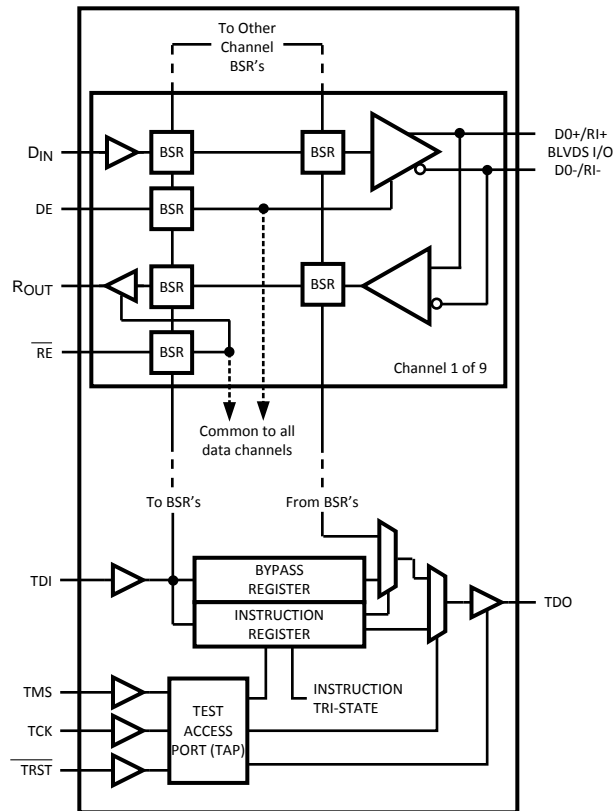 To Other
Channel
BSR's
DIN
BSR
BSR
D0+/RI+
BLVDS I/O
D0-/RI-
DE
BSR
ROUT
BSR
BSR
RE
BSR
Channel 1 of 9
Common to all
data channels
To BSR's
From BSR's
TDI
BYPASS
REGISTER
INSTRUCTION
REGISTER
TDO
TMS
TCK
TRST
TEST
ACCESS
PORT (TAP)
INSTRUCTION
TRI-STATE